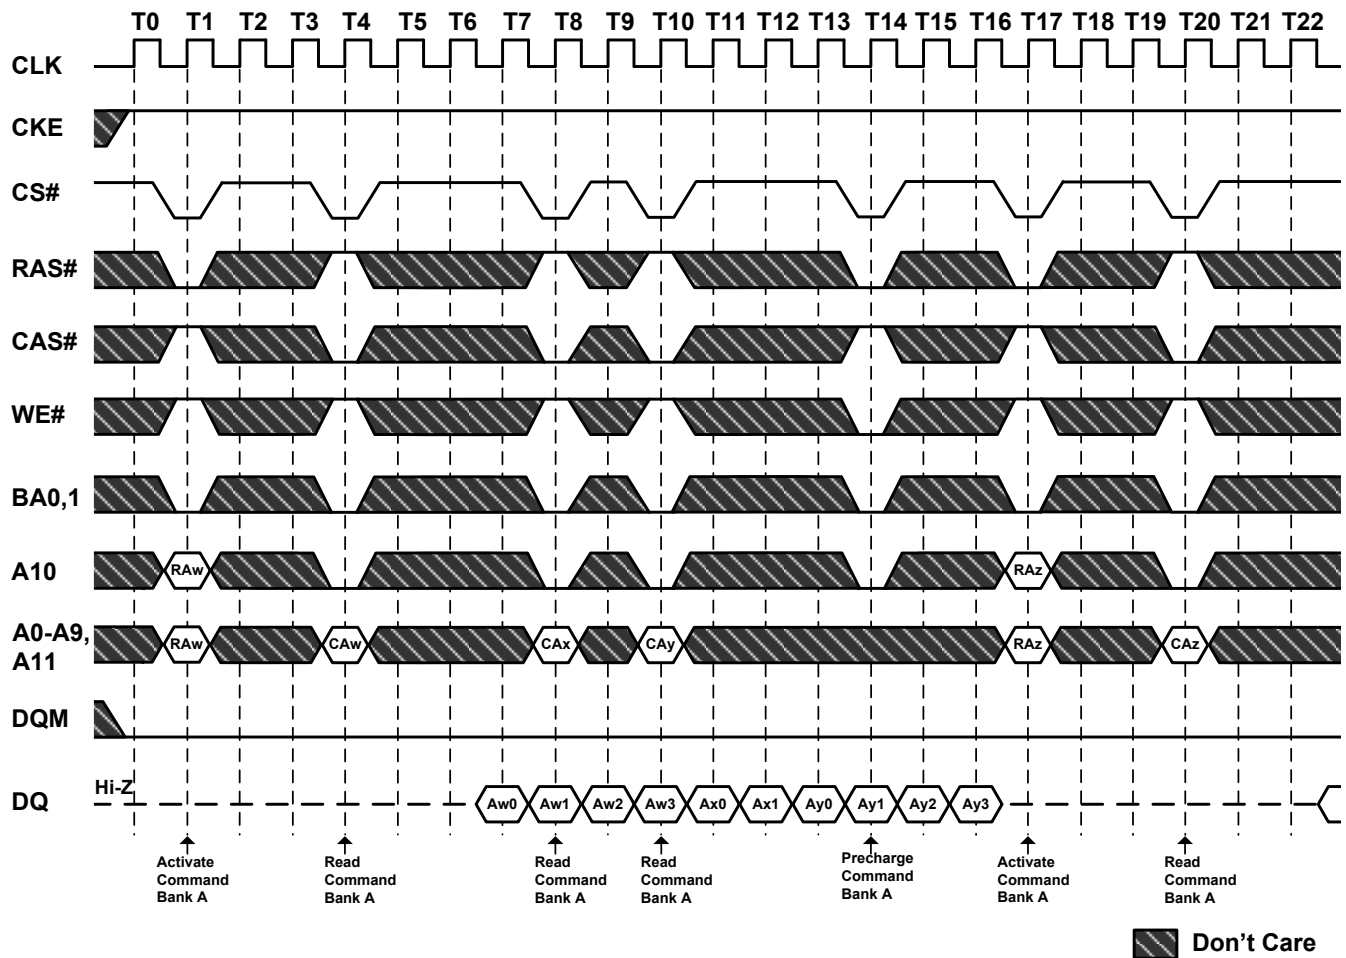 T0 T1 T2 T3 T4 T5 T6 T7 T8 T9 T10 T11 T12 T13 T14 T15 T16 T17 T18 T19 T20 T21 T22
CLK
CKE
CS#
RAS#
CAS#
WE#
BA0,1
A10 RAw RAz
A0-A9,
A11 RAw CAw CAx CAy RAz CAz
DQM
Hi-Z
DQ Aw0 Aw1 Aw2 Aw3 Ax0 Ax1 Ay0 Ay1 Ay2 Ay3
Activate
Command
Bank A
Read
Command
Bank A
Read
Command
Bank A
Read
Command
Bank A
Precharge
Command
Bank A
Activate
Command
Bank A
Read
Command
Bank A
Don't Care